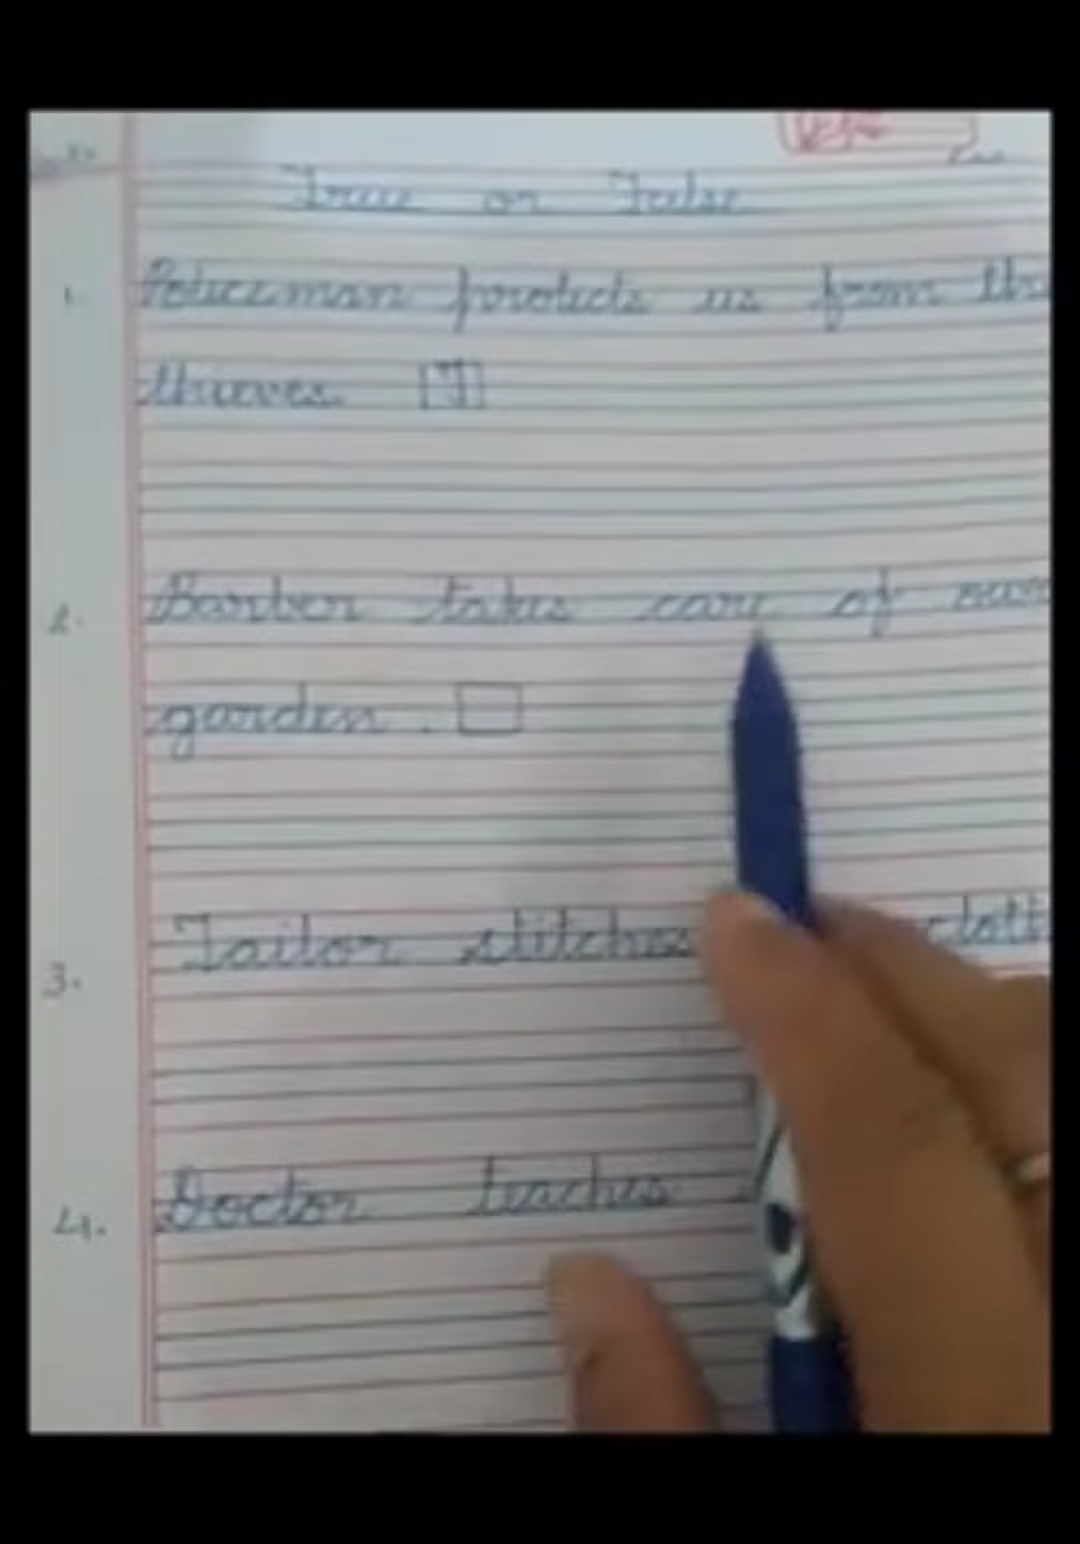 True or False
1. Policeman protects us from the
thieves. [T]
2. Barber takes care of our
garden. 
3. Tailor stitches cloth
4. Doctor teaches